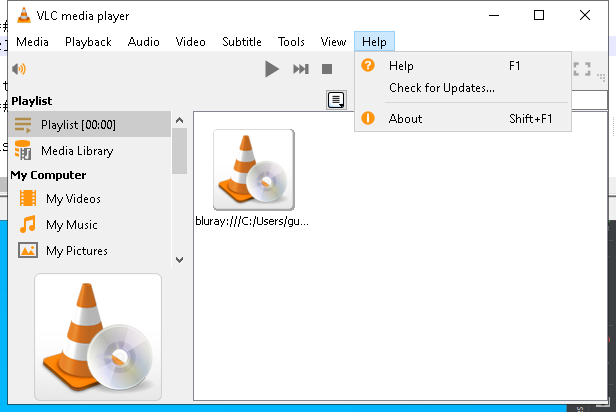 VLC media player
Media Playback Audio Video Subtitle Tools View Help
Help F1
Check for Updates...
About Shift+F1
Playlist
Playlist [00:00]
Media Library
My Computer
My Videos
My Music
My Pictures
bluray:///C:/Users/gu...